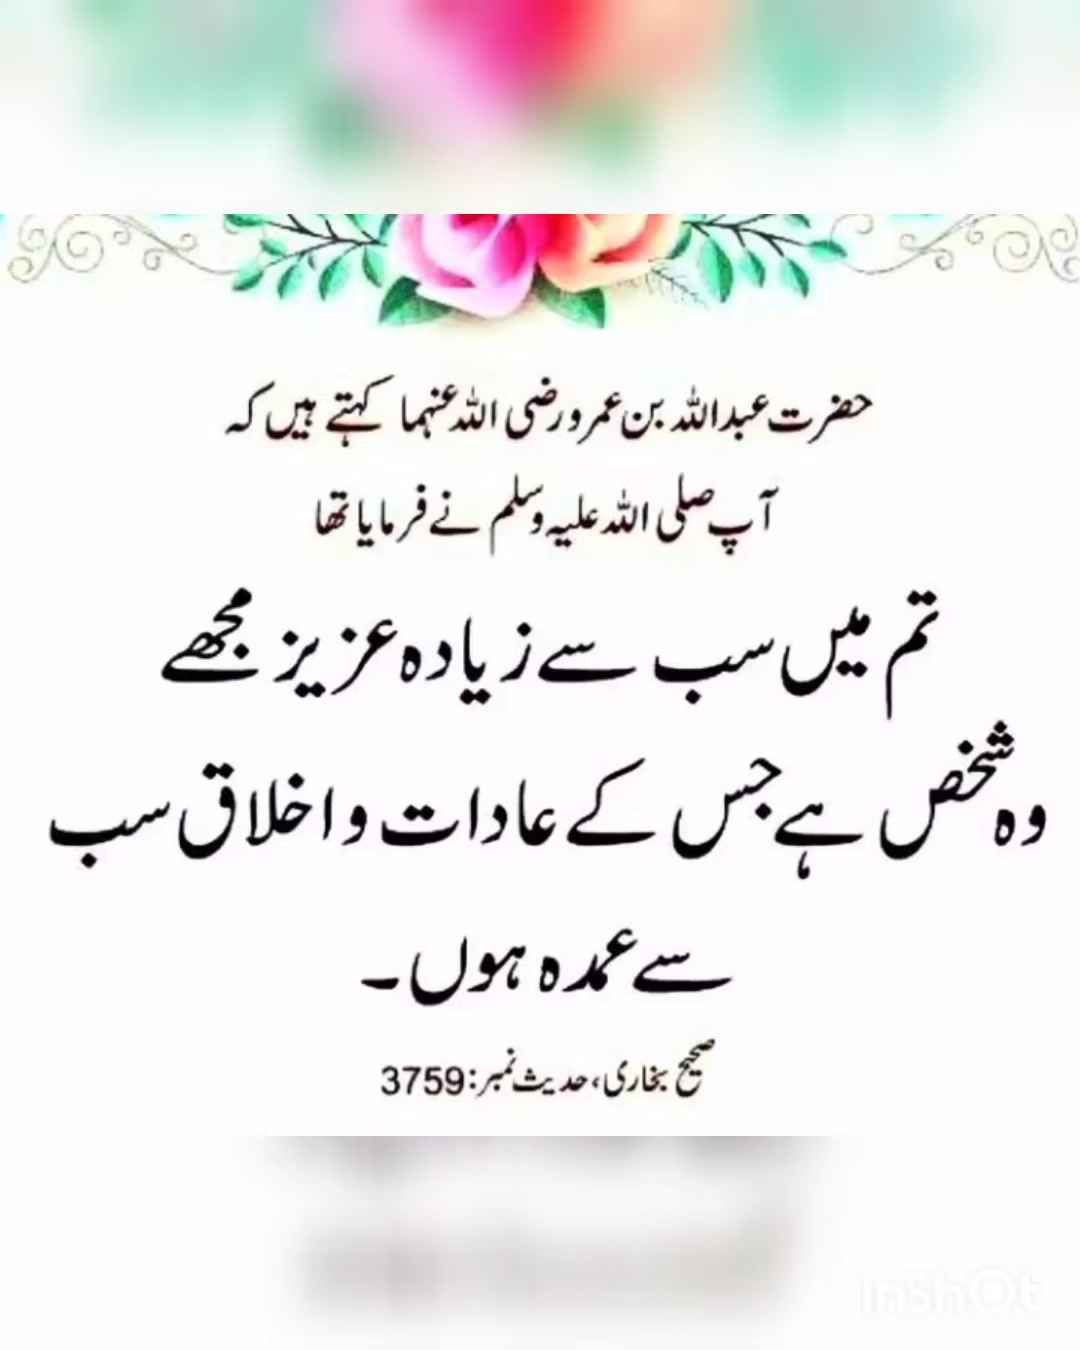 حضرت عبداللہ بن عمرو رضی اللہ عنہما کہتے ہیں کہ
آپ صلی اللہ علیہ وسلم نے فرمایا تھا
تم میں سب سے زیادہ عزیز مجھے
وہ شخص ہے جس کے عادات و اخلاق سب
سے عمدہ ہوں۔
صحیح بخاری، حدیث نمبر: 3759
InShOt